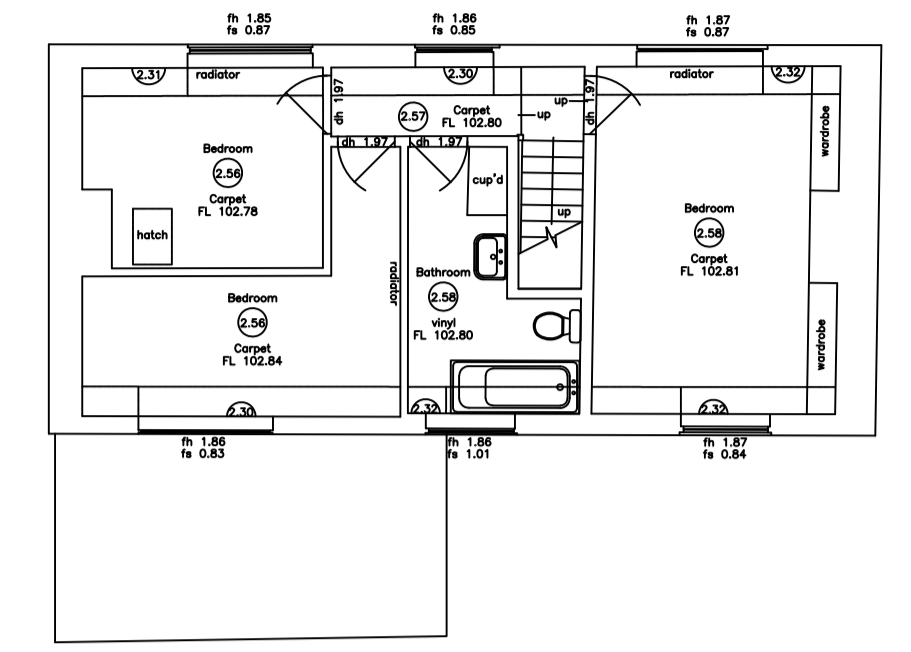 fh 1.85
fs 0.87
fh 1.86
fs 0.85
fh 1.87
fs 0.87
2.31
radiator
2.30
radiator
2.32
dh 1.97
2.57
Carpet
FL 102.80
up
up
dh 1.97
wardrobe
dh 1.97
dh 1.97
Bedroom
2.56
Carpet
FL 102.78
cup'd
up
hatch
Bedroom
2.58
Carpet
FL 102.81
radiator
Bathroom
2.58
vinyl
FL 102.80
Bedroom
2.56
Carpet
FL 102.84
wardrobe
2.30
2.32
2.32
fh 1.86
fs 0.83
fh 1.86
fs 1.01
fh 1.87
fs 0.84